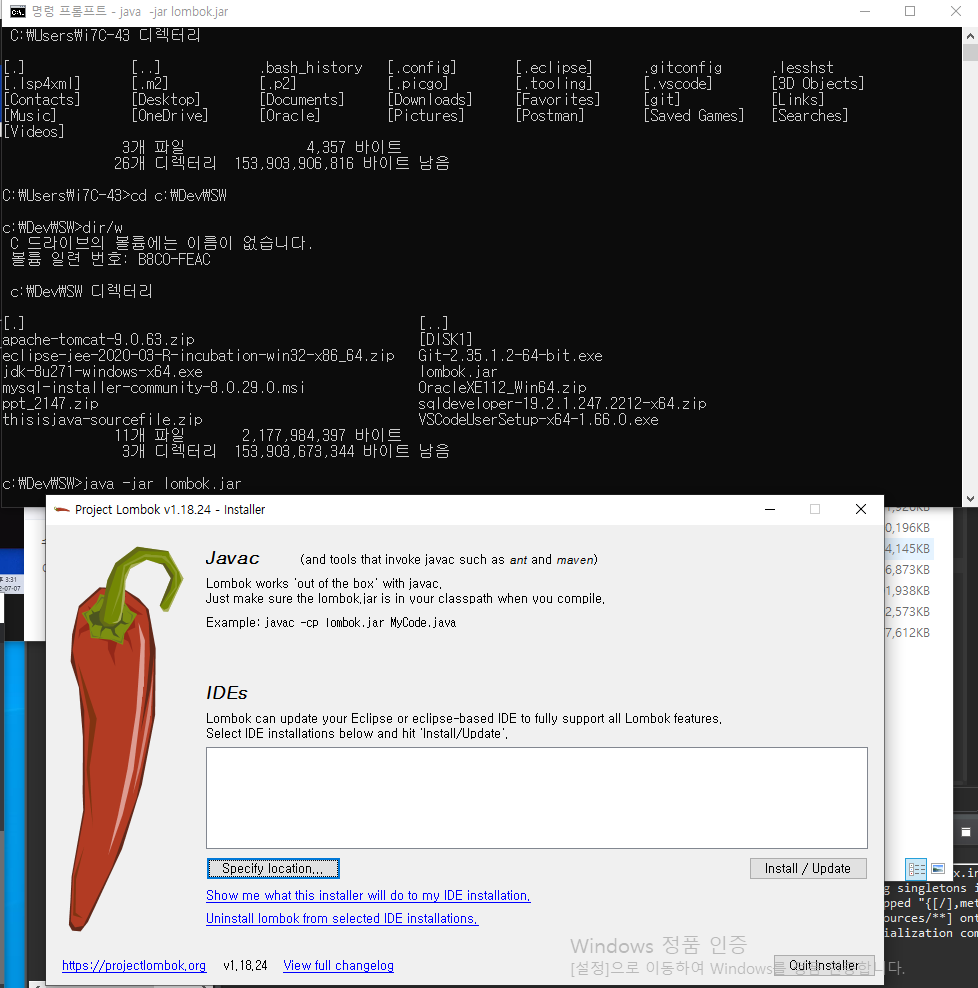 명령 프롬프트 - java  -jar lombok.jar
C:₩Users₩i7C-43 디렉터리
[.] [..] .bash_history [.config] [.eclipse] .gitconfig .lesshst
[.lsp4xml] [.m2] [.p2] [.picgo] [.tooling] [.vscode] [3D Objects]
[Contacts] [Desktop] [Documents] [Downloads] [Favorites] [git] [Links]
[Music] [OneDrive] [Oracle] [Pictures] [Postman] [Saved Games] [Searches]
[Videos]
3개 파일 4,357 바이트
26개 디렉터리 153,903,906,816 바이트 남음
C:₩Users₩i7C-43>cd c:₩Dev₩SW
c:₩Dev₩SW>dir/w
C 드라이브의 볼륨에는 이름이 없습니다.
볼륨 일련 번호: B8C0-FEAC
c:₩Dev₩SW 디렉터리
[.] [..]
apache-tomcat-9.0.63.zip [DISK1]
eclipse-jee-2020-03-R-incubation-win32-x86_64.zip Git-2.35.1.2-64-bit.exe
jdk-8u271-windows-x64.exe lombok.jar
mysql-installer-community-8.0.29.0.msi OracleXE112_Win64.zip
ppt_2147.zip sqldeveloper-19.2.1.247.2212-x64.zip
thisisjava-sourcefile.zip VSCodeUserSetup-x64-1.66.0.exe
11개 파일 2,177,984,397 바이트
3개 디렉터리 153,903,673,344 바이트 남음
c:₩Dev₩SW>java -jar lombok.jar
Project Lombok v1.18.24 - Installer
0,196KB
4,145KB
6,873KB
1,938KB
2,573KB
7,612KB
3:31
Javac (and tools that invoke javac such as ant and maven)
Lombok works 'out of the box' with javac.
Just make sure the lombok.jar is in your classpath when you compile.
Example: javac -cp lombok.jar MyCode.java
IDEs
Lombok can update your Eclipse or eclipse-based IDE to fully support all Lombok features.
Select IDE installations below and hit 'Install/Update'.
Specify location... Install / Update
Show me what this installer will do to my IDE installation.
Uninstall lombok from selected IDE installations.
x.in
g singletons i
pped "{[/],met
ources/**] ont
ialization com
Windows 정품 인증
[설정]으로 이동하여 Windows를
https://projectlombok.org v1.18.24 View full changelog Quit Installer